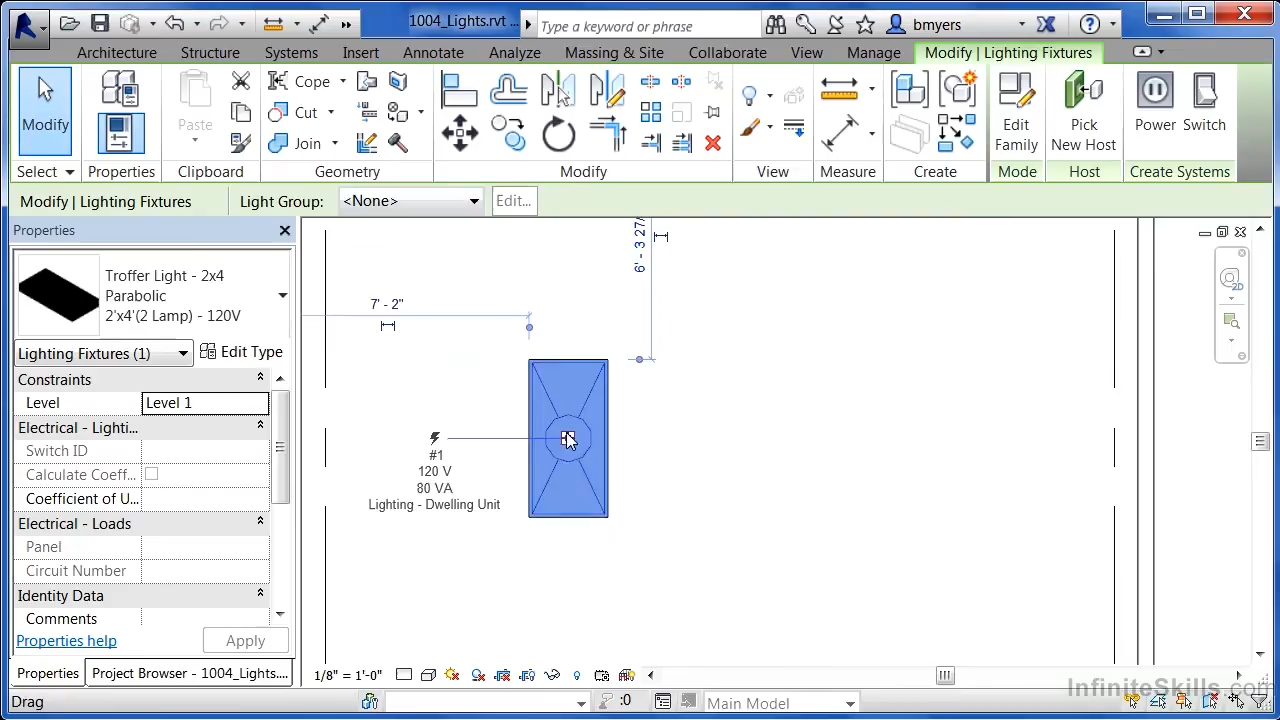 1004_Lights.rvt ...
Type a keyword or phrase
bmyers
Architecture Structure Systems Insert Annotate Analyze Massing & Site Collaborate View Manage Modify | Lighting Fixtures
Modify
Paste
Cope
Cut
Join
Edit Family
Pick New Host
Power Switch
Select Properties Clipboard Geometry Modify View Measure Create Mode Host Create Systems
Modify | Lighting Fixtures Light Group: <None> Edit...
Properties
Troffer Light - 2x4
Parabolic
2'x4'(2 Lamp) - 120V
Lighting Fixtures (1) Edit Type
Constraints
Level Level 1
Electrical - Lighti...
Switch ID
Calculate Coeff...
Coefficient of U...
Electrical - Loads
Panel
Circuit Number
Identity Data
Comments
Properties help Apply
Properties Project Browser - 1004_Lights....
7' - 2"
#1
120 V
80 VA
Lighting - Dwelling Unit
1/8" = 1'-0"
InfiniteSkills.com
Drag :0 Main Model
2D